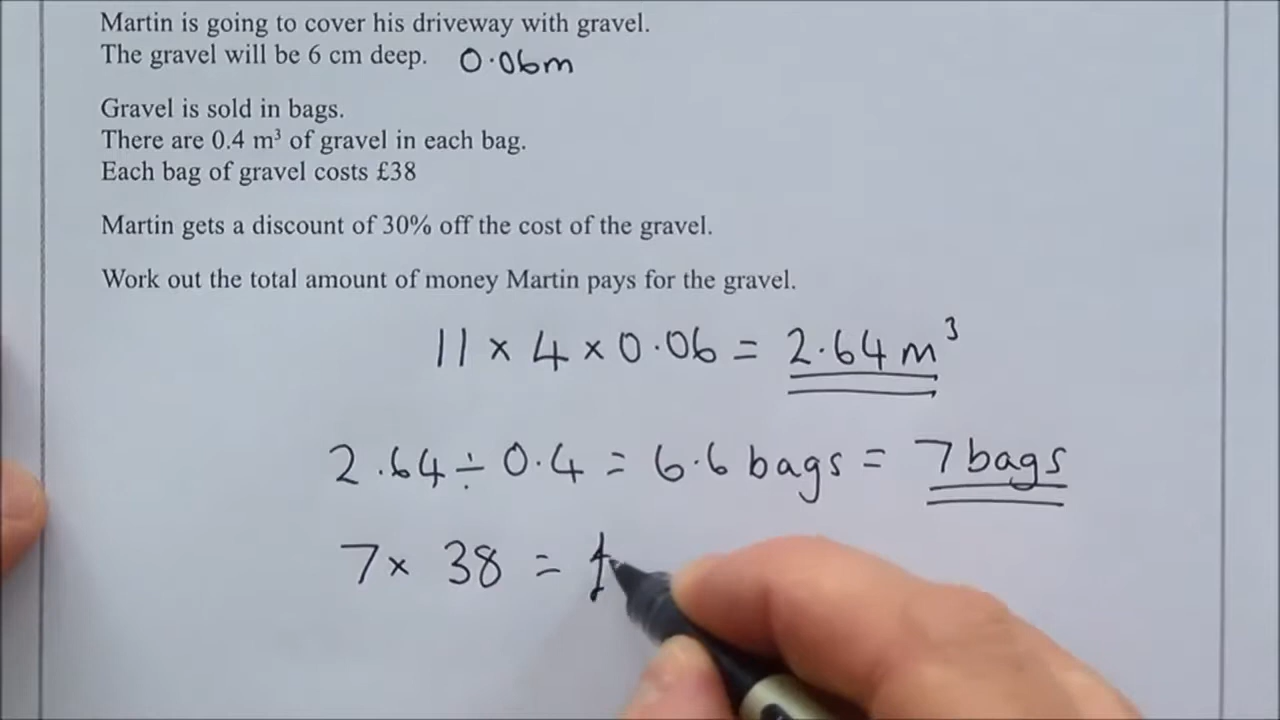 Martin is going to cover his driveway with gravel.
The gravel will be 6 cm deep. 0.06m
Gravel is sold in bags.
There are 0.4 m³ of gravel in each bag.
Each bag of gravel costs £38
Martin gets a discount of 30% off the cost of the gravel.
Work out the total amount of money Martin pays for the gravel.
11 × 4 × 0.06 = 2.64 m³
2.64 ÷ 0.4 = 6.6 bags = 7 bags
7 × 38 =